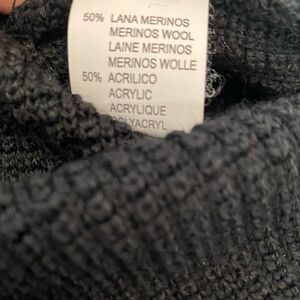 50% LANA MERINOS
MERINOS WOOL
LAINE MERINOS
MERINOS WOLLE
50% ACRILICO
ACRYLIC
ACRYLIQUE
POLYACRYL